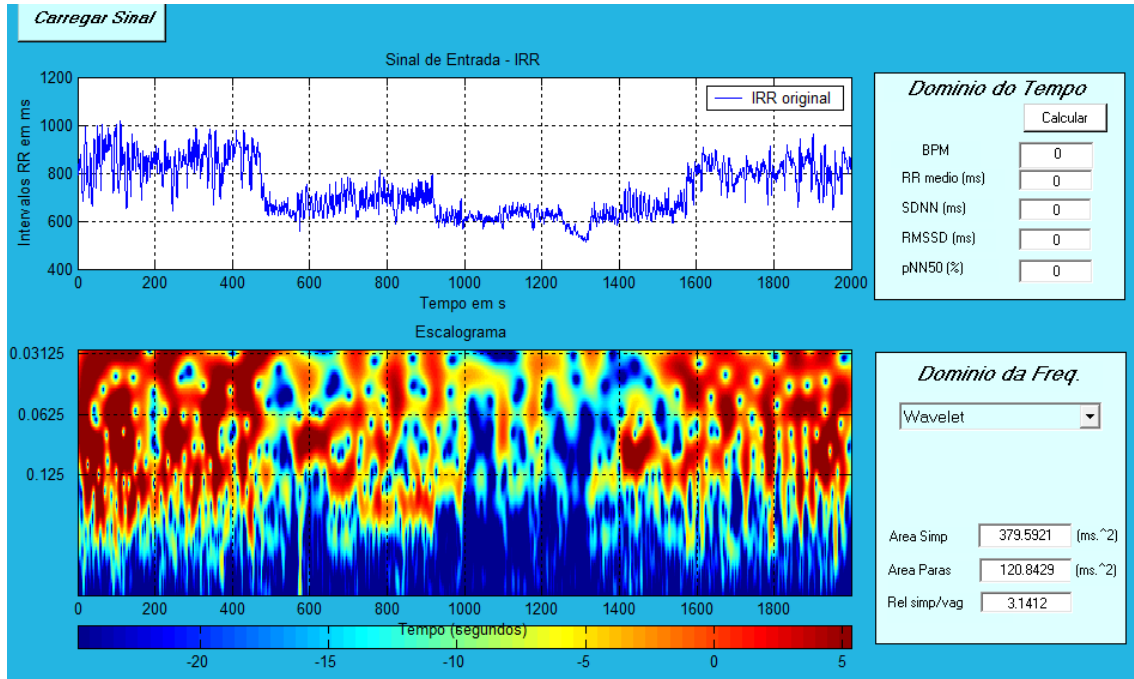 Carregar Sinal
Sinal de Entrada - IRR
1200
1000
800
600
400
Intervalos RR em ms
IRR original
0 200 400 600 800 1000 1200 1400 1600 1800 2000
Tempo em s
Dominio do Tempo
Calcular
BPM 0
RR medio (ms) 0
SDNN (ms) 0
RMSSD (ms) 0
pNN50 (%) 0
Escalograma
0.03125
0.0625
0.125
0 200 400 600 800 1000 1200 1400 1600 1800
Tempo (segundos)
-20 -15 -10 -5 0 5
Dominio da Freq.
Wavelet
Area Simp 379.5921 (ms.^2)
Area Paras 120.8429 (ms.^2)
Rel simp/vag 3.1412